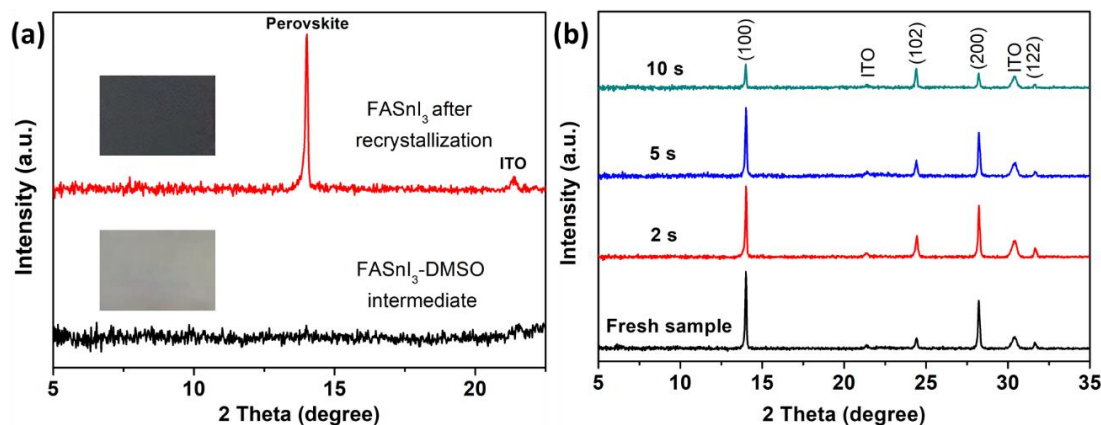 (a)
Perovskite
FASnI₃ after
recrystallization
ITO
FASnI₃-DMSO
intermediate
Intensity (a.u.)
5 10 15 20
2 Theta (degree)
(b)
(100)
ITO
(102)
(200)
ITO
(122)
10 s
5 s
2 s
Fresh sample
Intensity (a.u.)
5 10 15 20 25 30 35
2 Theta (degree)